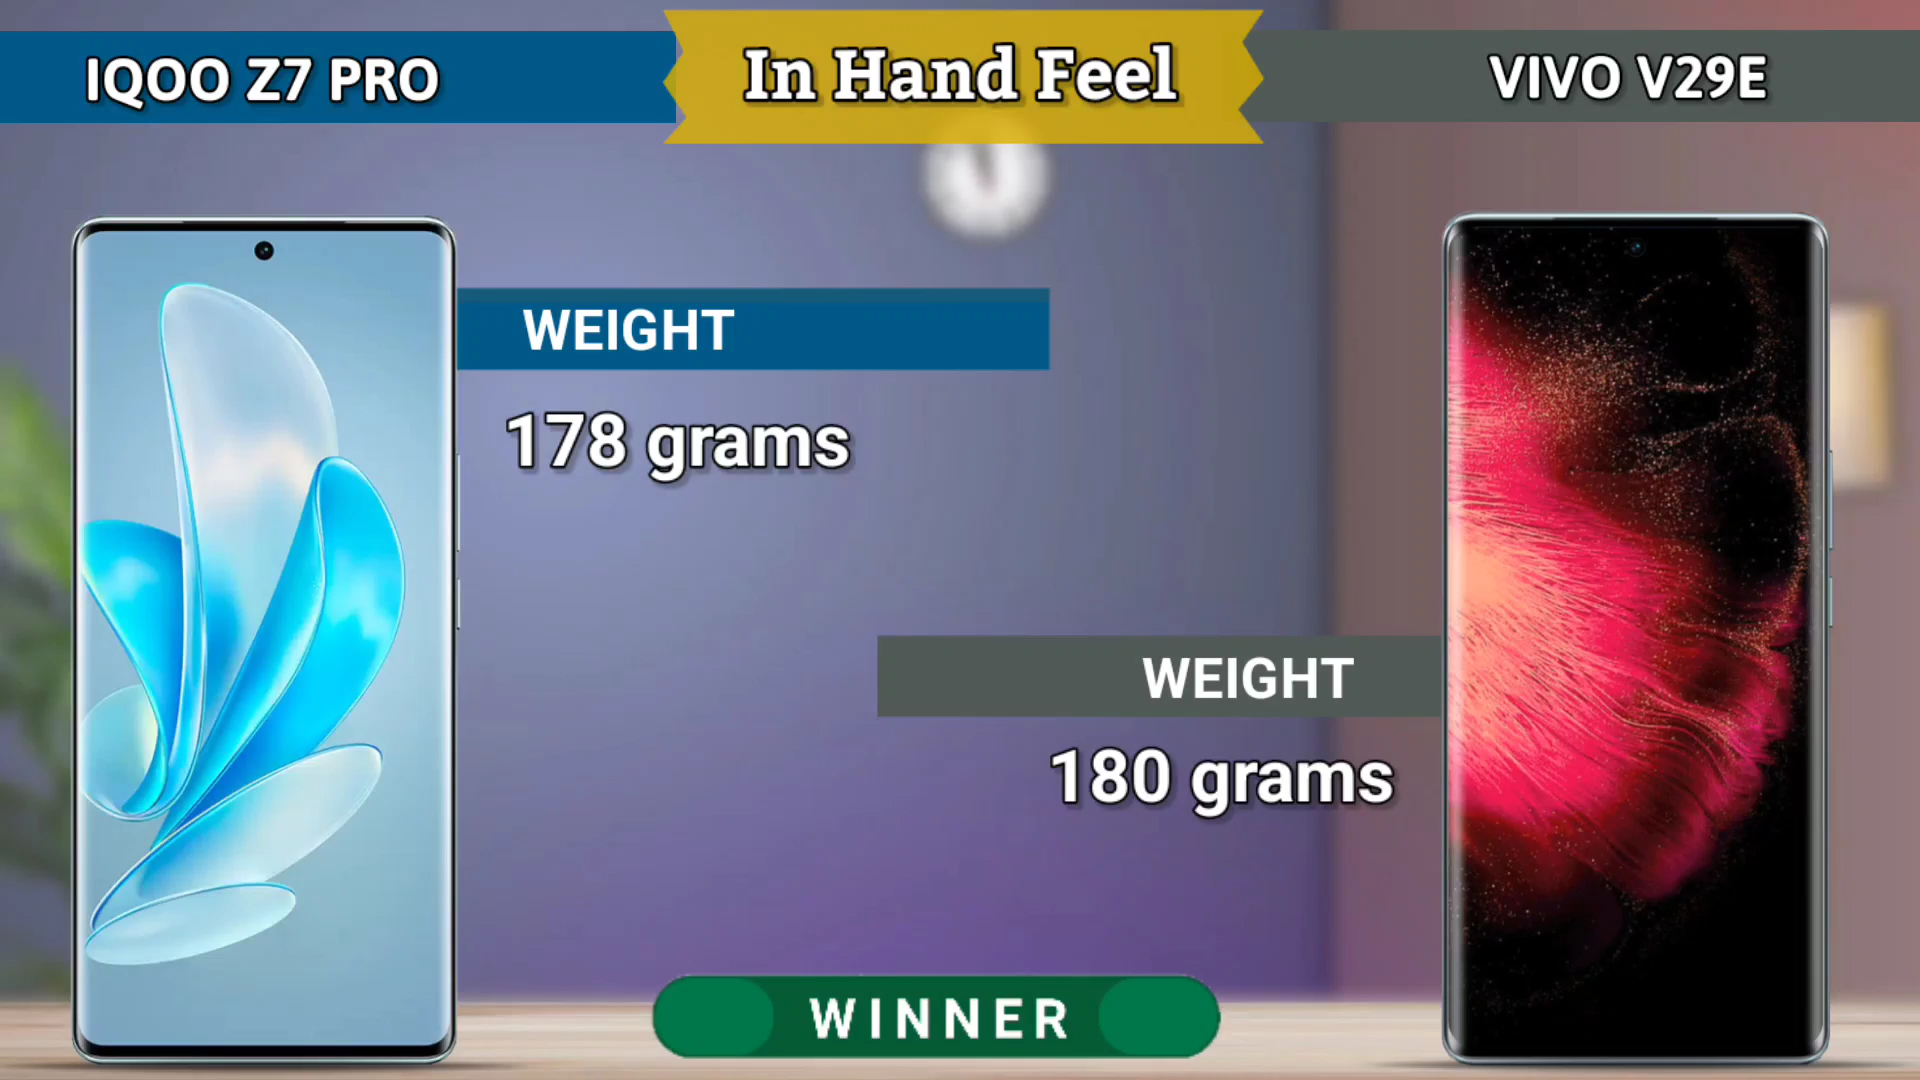 IQOO Z7 PRO
In Hand Feel
VIVO V29E
WEIGHT
178 grams
WEIGHT
180 grams
WINNER